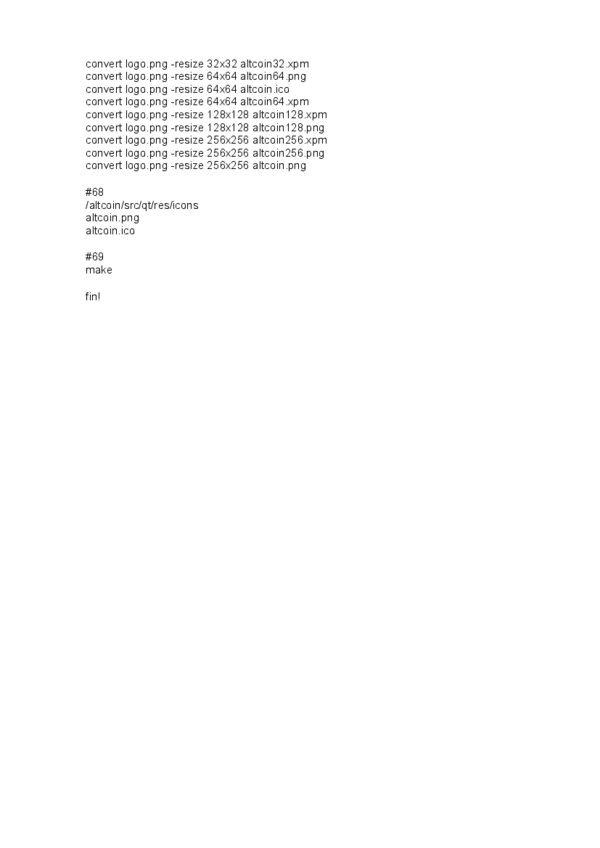 convert logo.png -resize 32x32 altcoin32.xpm
convert logo.png -resize 64x64 altcoin64.png
convert logo.png -resize 64x64 altcoin.ico
convert logo.png -resize 64x64 altcoin64.xpm
convert logo.png -resize 128x128 altcoin128.xpm
convert logo.png -resize 128x128 altcoin128.png
convert logo.png -resize 256x256 altcoin256.xpm
convert logo.png -resize 256x256 altcoin256.png
convert logo.png -resize 256x256 altcoin.png
#68
/altcoin/src/qt/res/icons
altcoin.png
altcoin.ico
#69
make
fin!